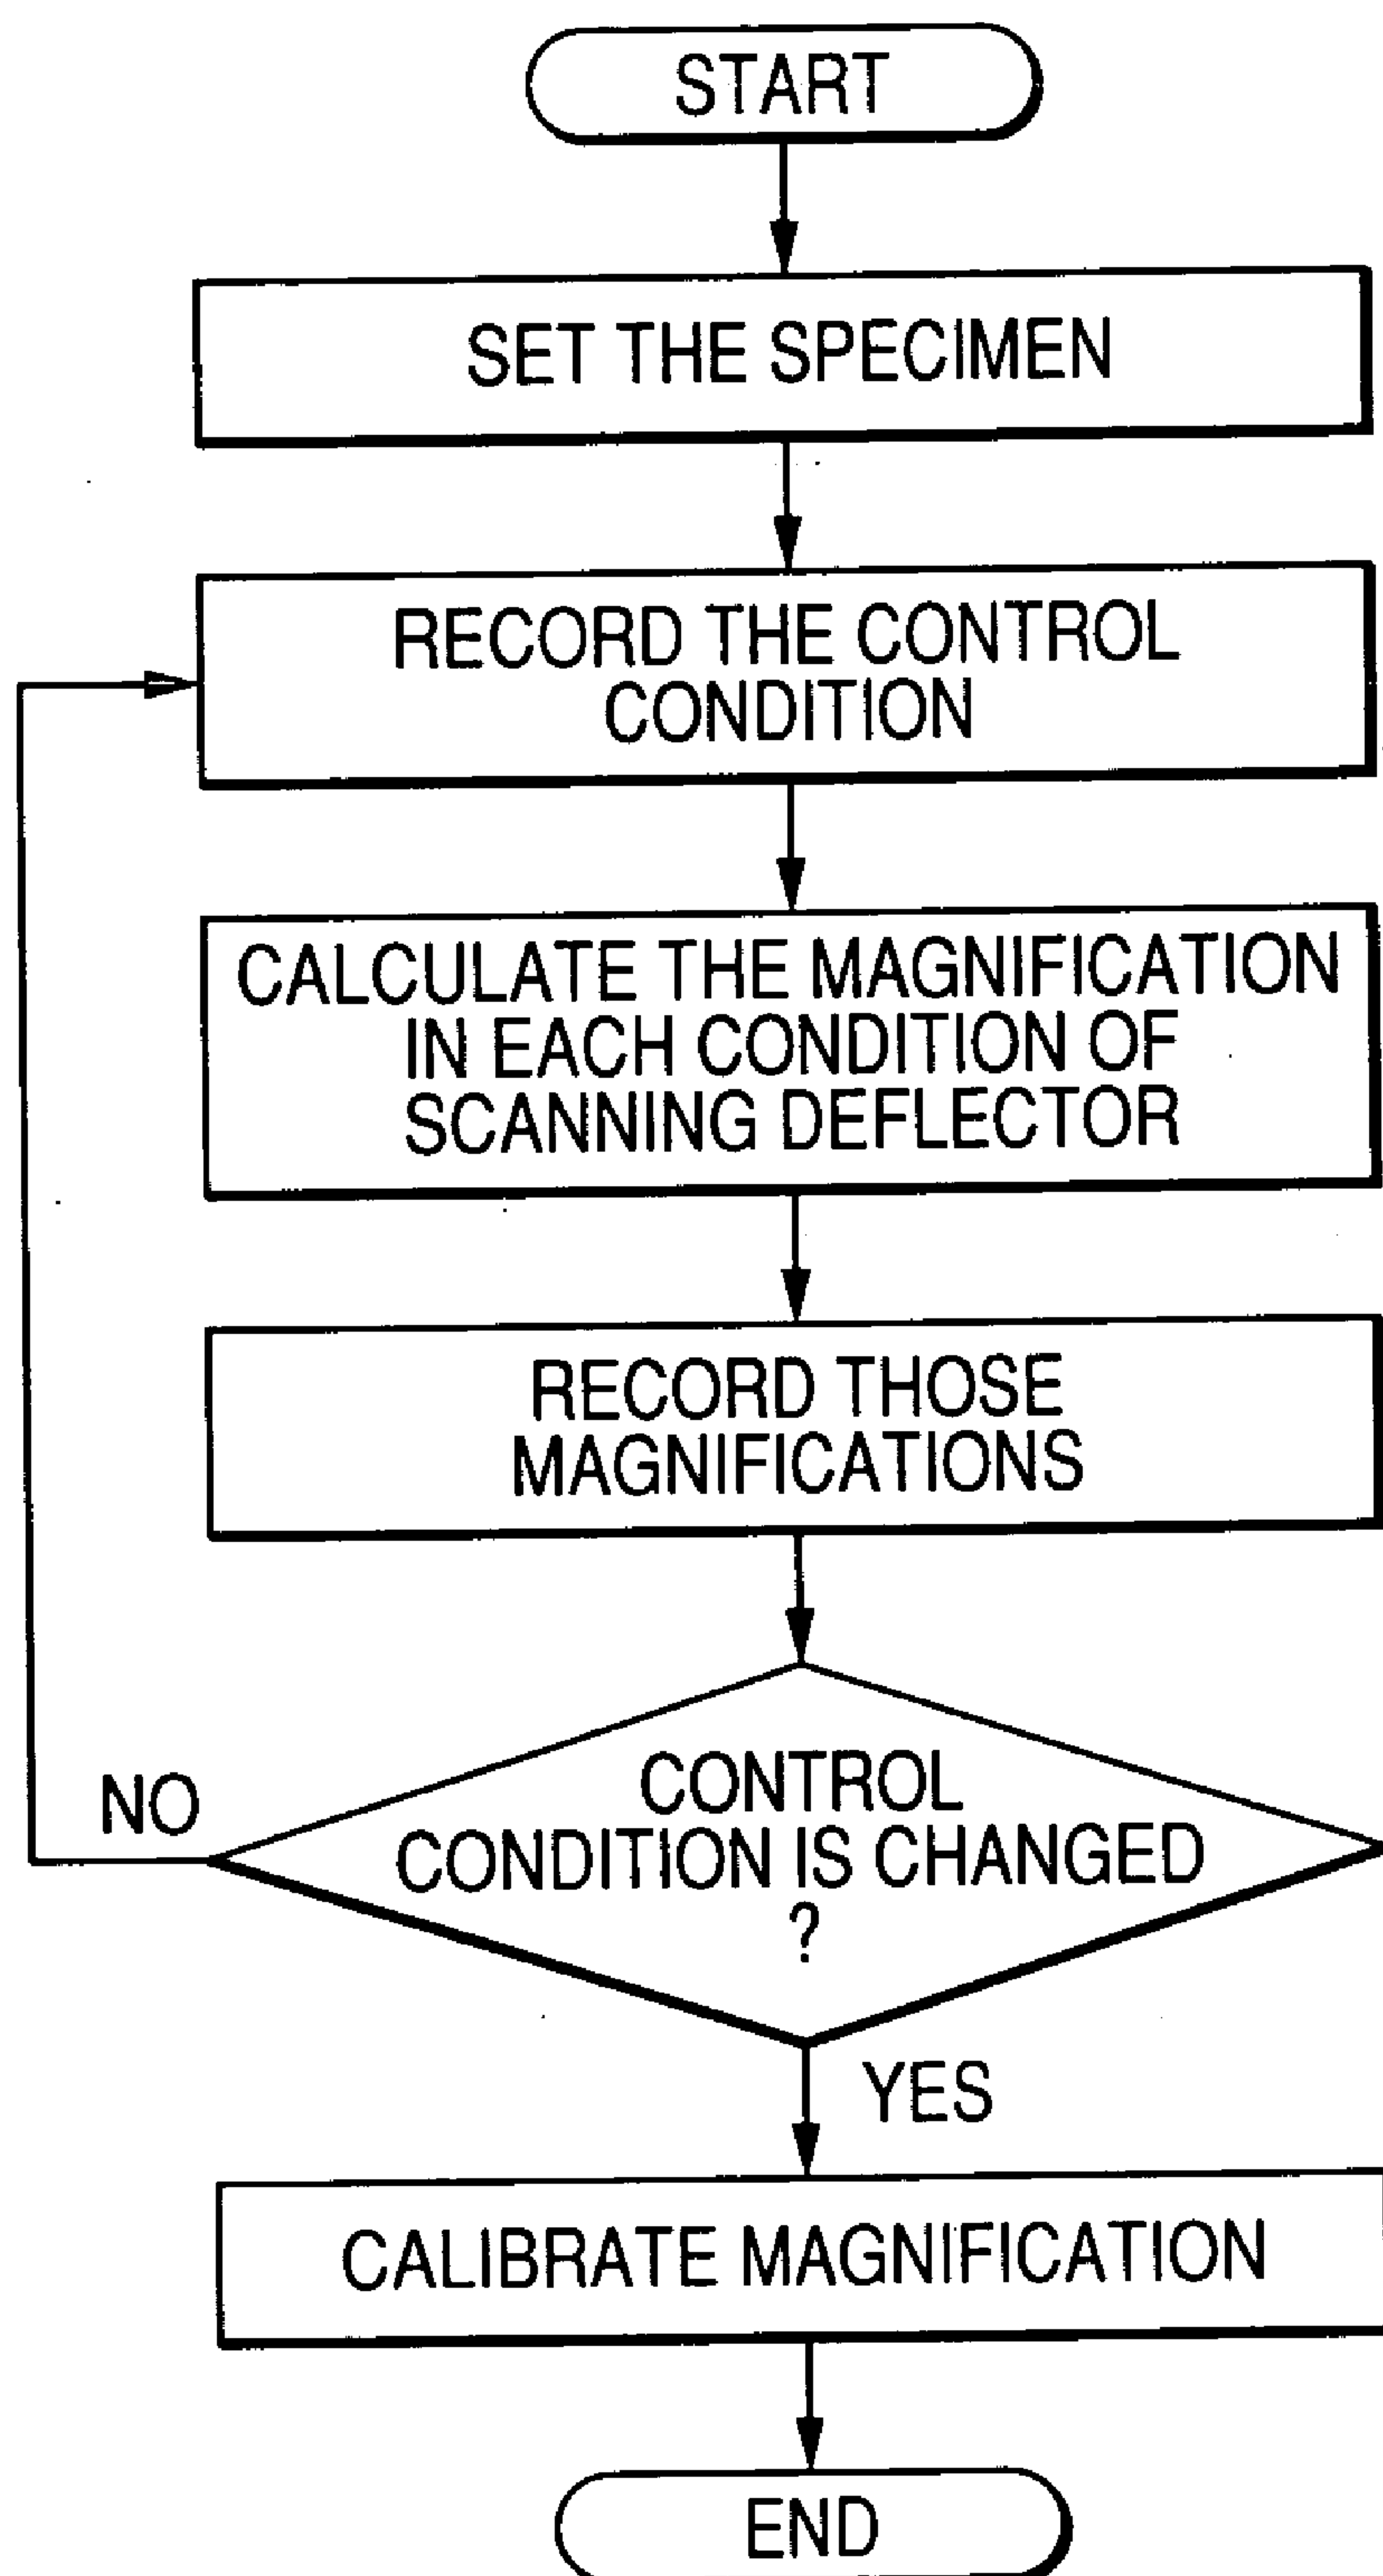 START
SET THE SPECIMEN
RECORD THE CONTROL
CONDITION
CALCULATE THE MAGNIFICATION
IN EACH CONDITION OF
SCANNING DEFLECTOR
RECORD THOSE
MAGNIFICATIONS
CONTROL
CONDITION IS CHANGED
?
NO
YES
CALIBRATE MAGNIFICATION
END